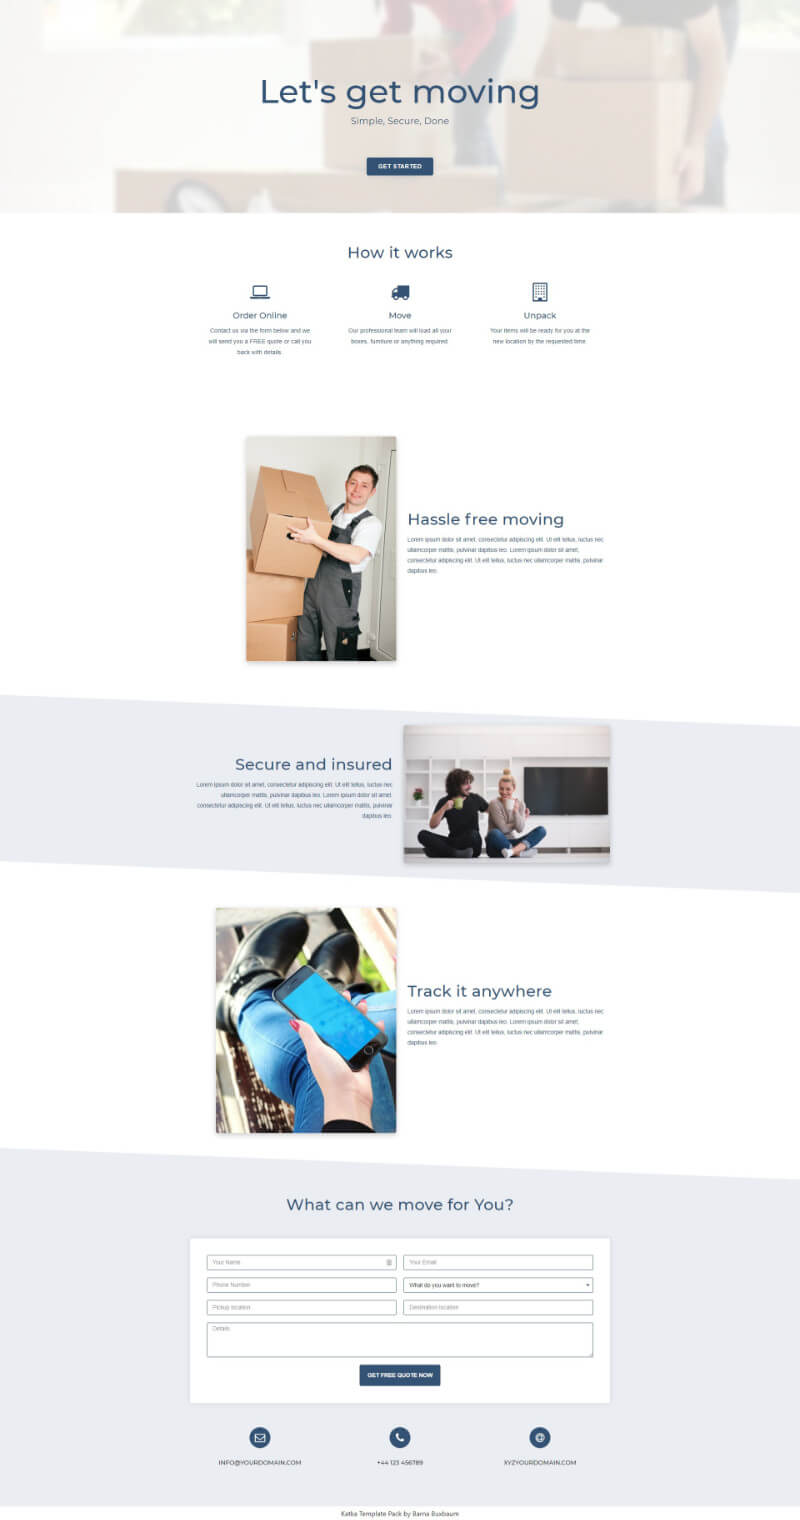 Let's get moving
Simple, Secure, Done
GET STARTED
How it works
Order Online
Contact us via the form below and we
will send you a FREE quote or call you
back with details.
Move
Our professional team will load all your
boxes, furniture or anything required.
Unpack
Your items will be ready for you at the
new location by the requested time.
Hassle free moving
Lorem ipsum dolor sit amet, consectetur adipiscing elit. Ut elit tellus, luctus nec
ullamcorper mattis, pulvinar dapibus leo. Lorem ipsum dolor sit amet,
consectetur adipiscing elit. Ut elit tellus, luctus nec ullamcorper mattis, pulvinar
dapibus leo.
Secure and insured
Lorem ipsum dolor sit amet, consectetur adipiscing elit. Ut elit tellus, luctus nec
ullamcorper mattis, pulvinar dapibus leo. Lorem ipsum dolor sit amet,
consectetur adipiscing elit. Ut elit tellus, luctus nec ullamcorper mattis, pulvinar
dapibus leo.
Track it anywhere
Lorem ipsum dolor sit amet, consectetur adipiscing elit. Ut elit tellus, luctus nec
ullamcorper mattis, pulvinar dapibus leo. Lorem ipsum dolor sit amet,
consectetur adipiscing elit. Ut elit tellus, luctus nec ullamcorper mattis, pulvinar
dapibus leo.
What can we move for You?
Your Name
Your Email
Phone Number
What do you want to move?
Pickup location
Destination location
Details
GET FREE QUOTE NOW
INFO@YOURDOMAIN.COM
+44 123 456789
XYZYOURDOMAIN.COM
Katka Template Pack by Barna Buxbaum